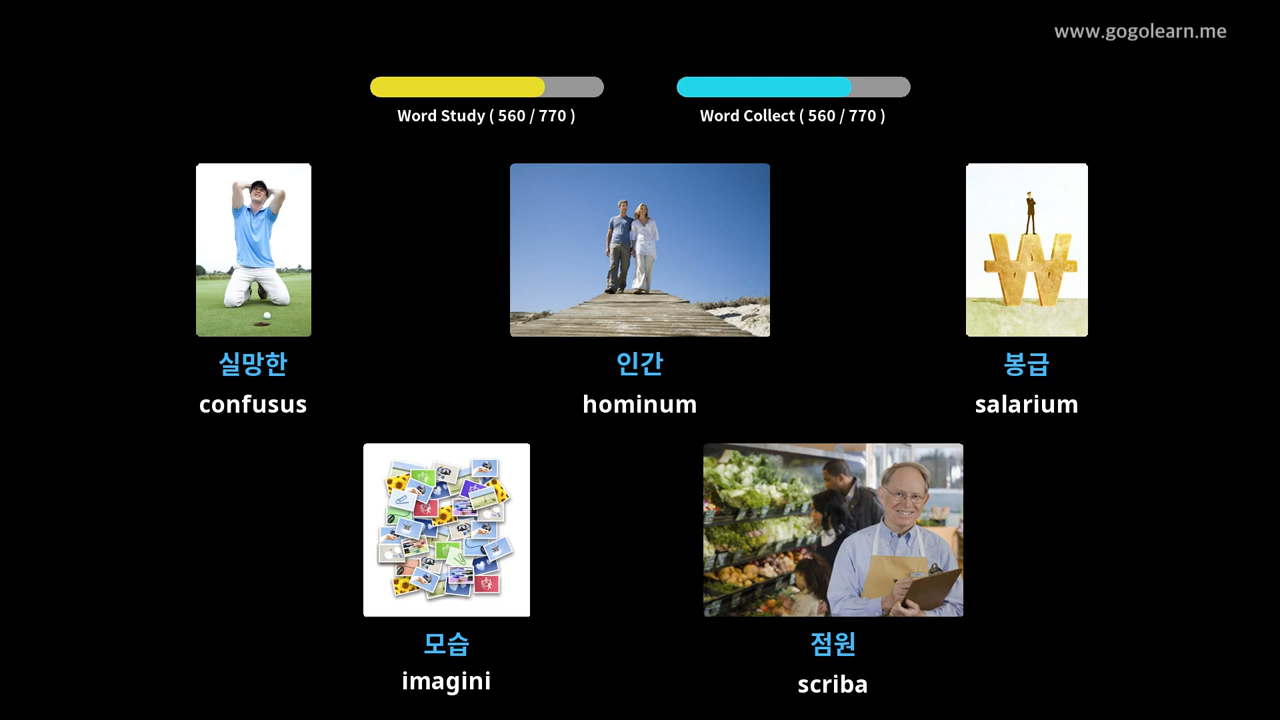 www.gogolearn.me
Word Study ( 560 / 770 )
Word Collect ( 560 / 770 )
실망한
confusus
인간
hominum
봉급
salarium
모습
imagini
점원
scriba